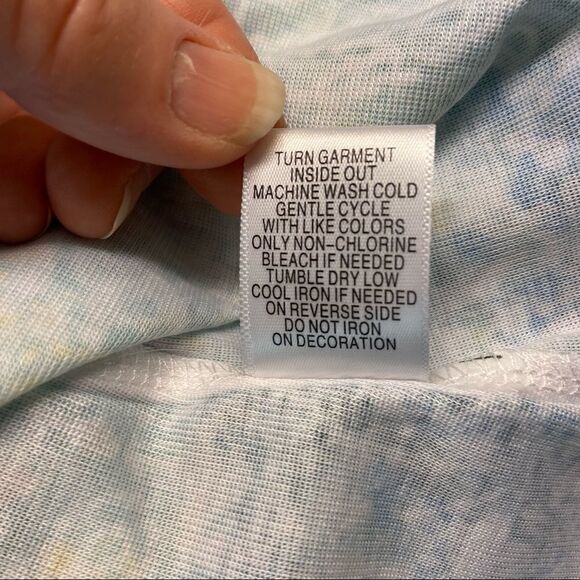 TURN GARMENT
INSIDE OUT
MACHINE WASH COLD
GENTLE CYCLE
WITH LIKE COLORS
ONLY NON-CHLORINE
BLEACH IF NEEDED
TUMBLE DRY LOW
COOL IRON IF NEEDED
ON REVERSE SIDE
DO NOT IRON
ON DECORATION